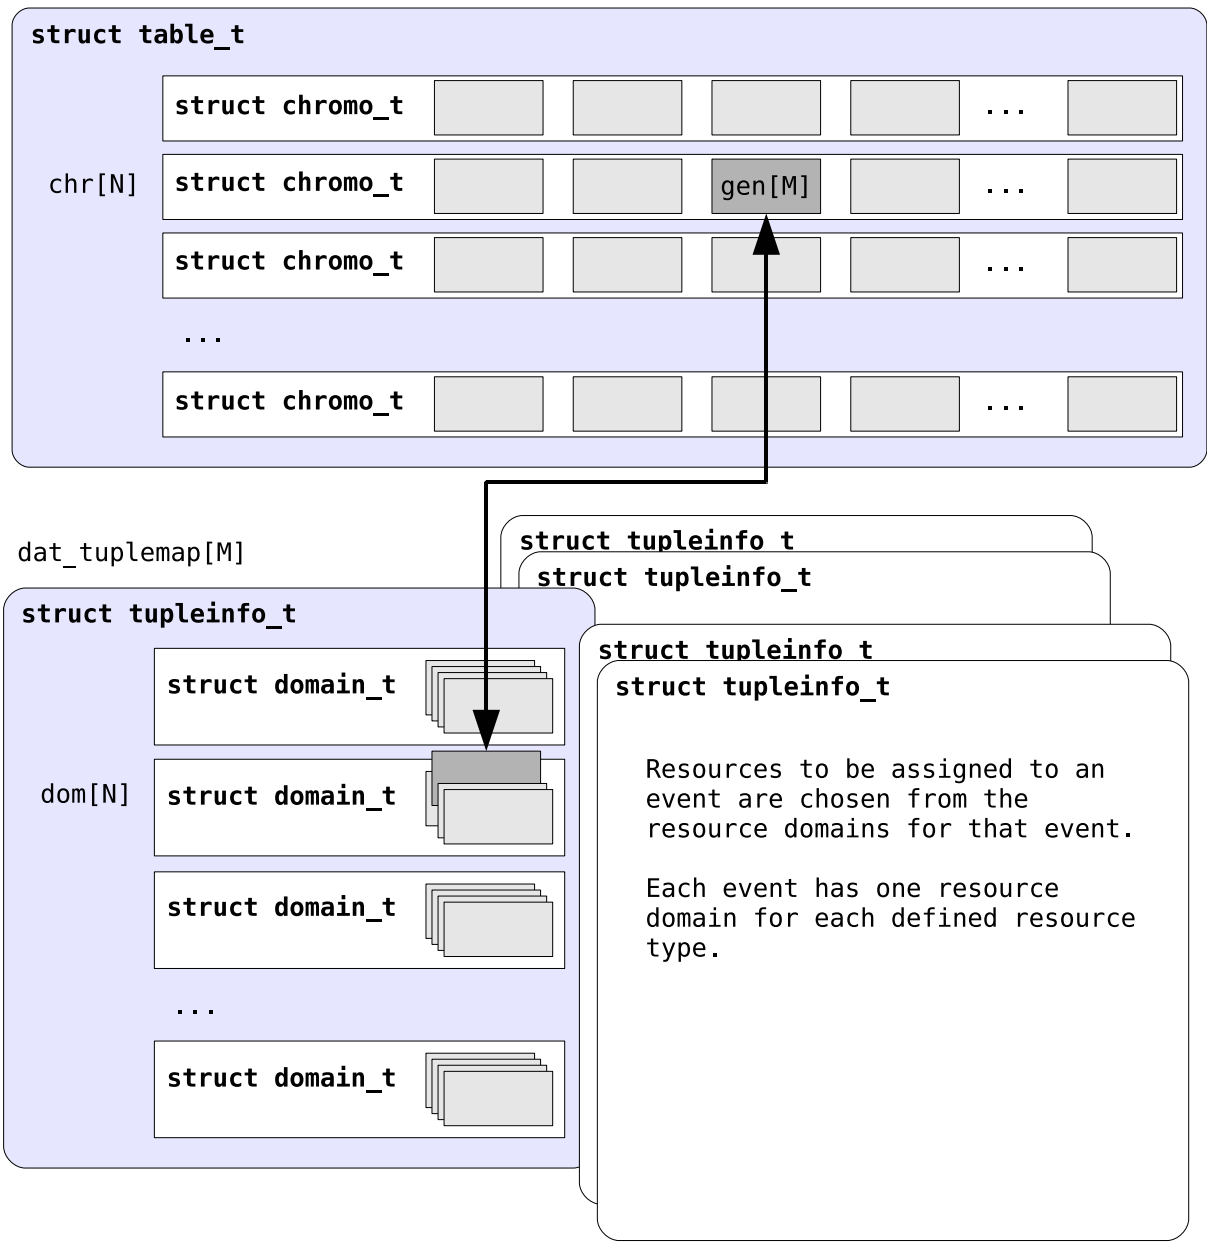 struct table_t
struct chromo_t ...
chr[N] struct chromo_t gen[M] ...
struct chromo_t ...
...
struct chromo_t ...
dat_tuplemap[M]
struct tupleinfo_t
struct tupleinfo_t
struct tupleinfo_t
struct domain_t
dom[N] struct domain_t
struct domain_t
...
struct domain_t
struct tupleinfo_t
struct tupleinfo_t
Resources to be assigned to an
event are chosen from the
resource domains for that event.
Each event has one resource
domain for each defined resource
type.